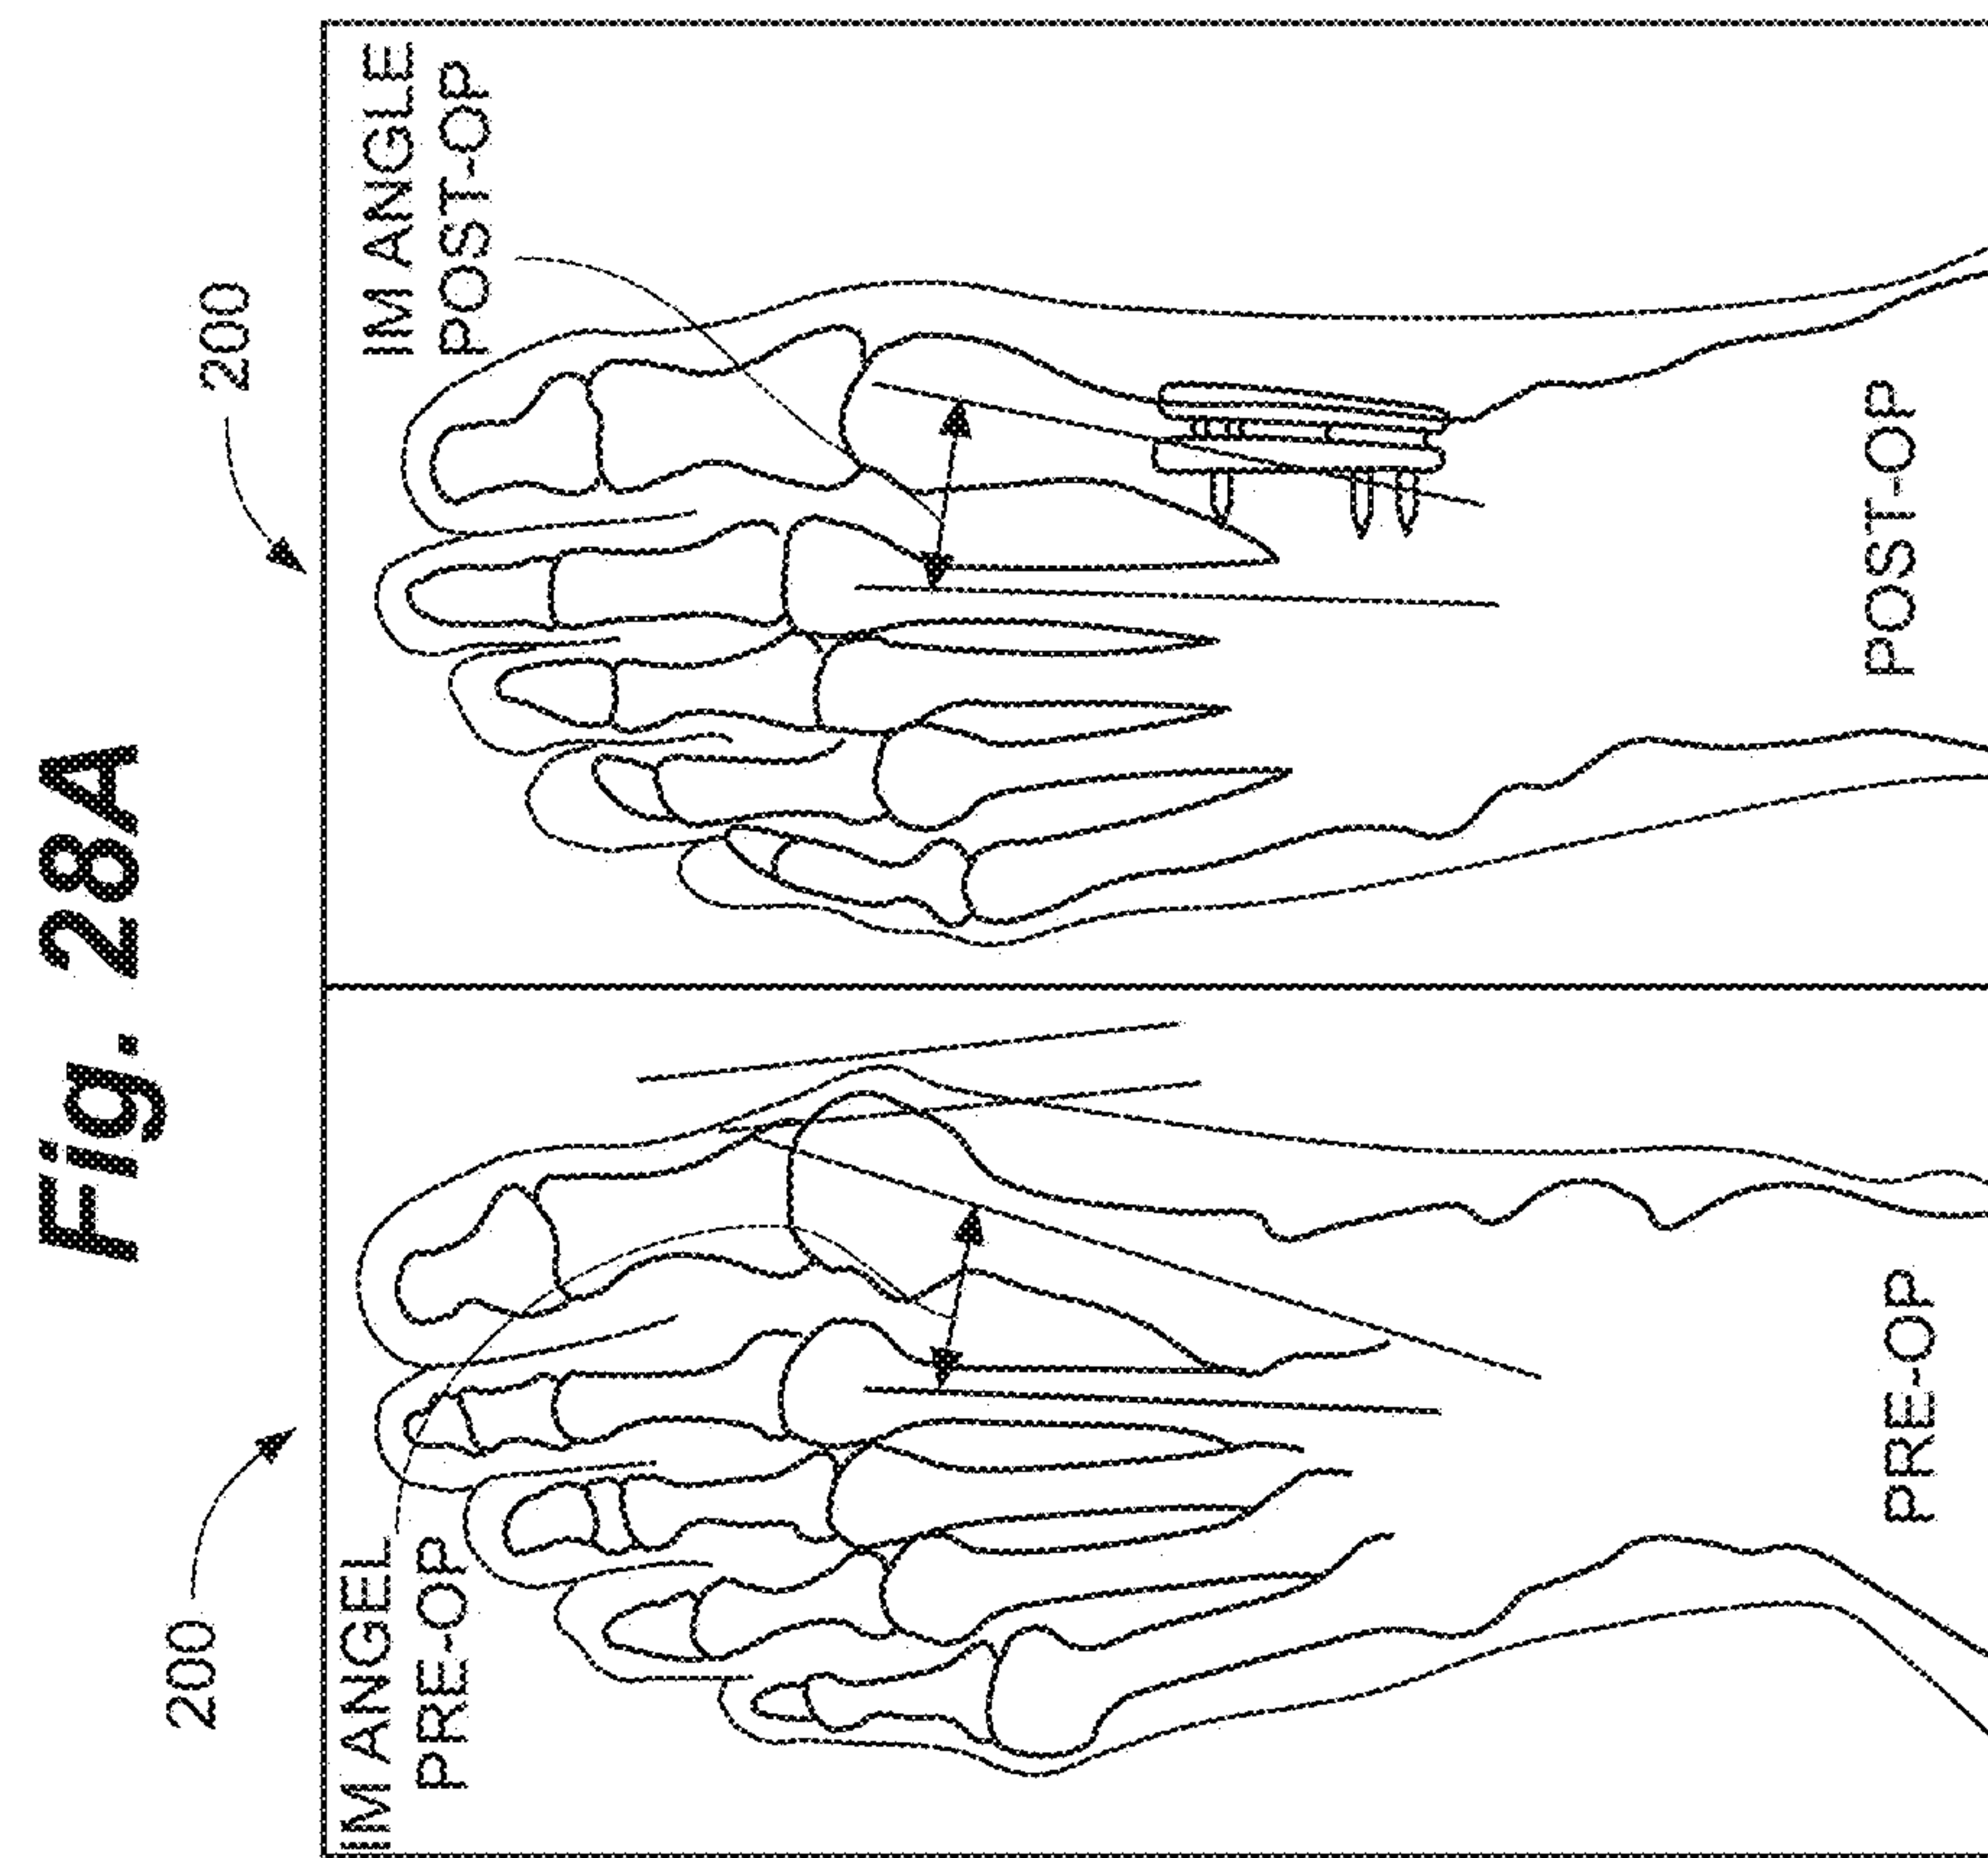 Fig. 28A
200
200
IM ANGEL
PRE-OP
IM ANGLE
POST-OP
PRE-OP
POST-OP